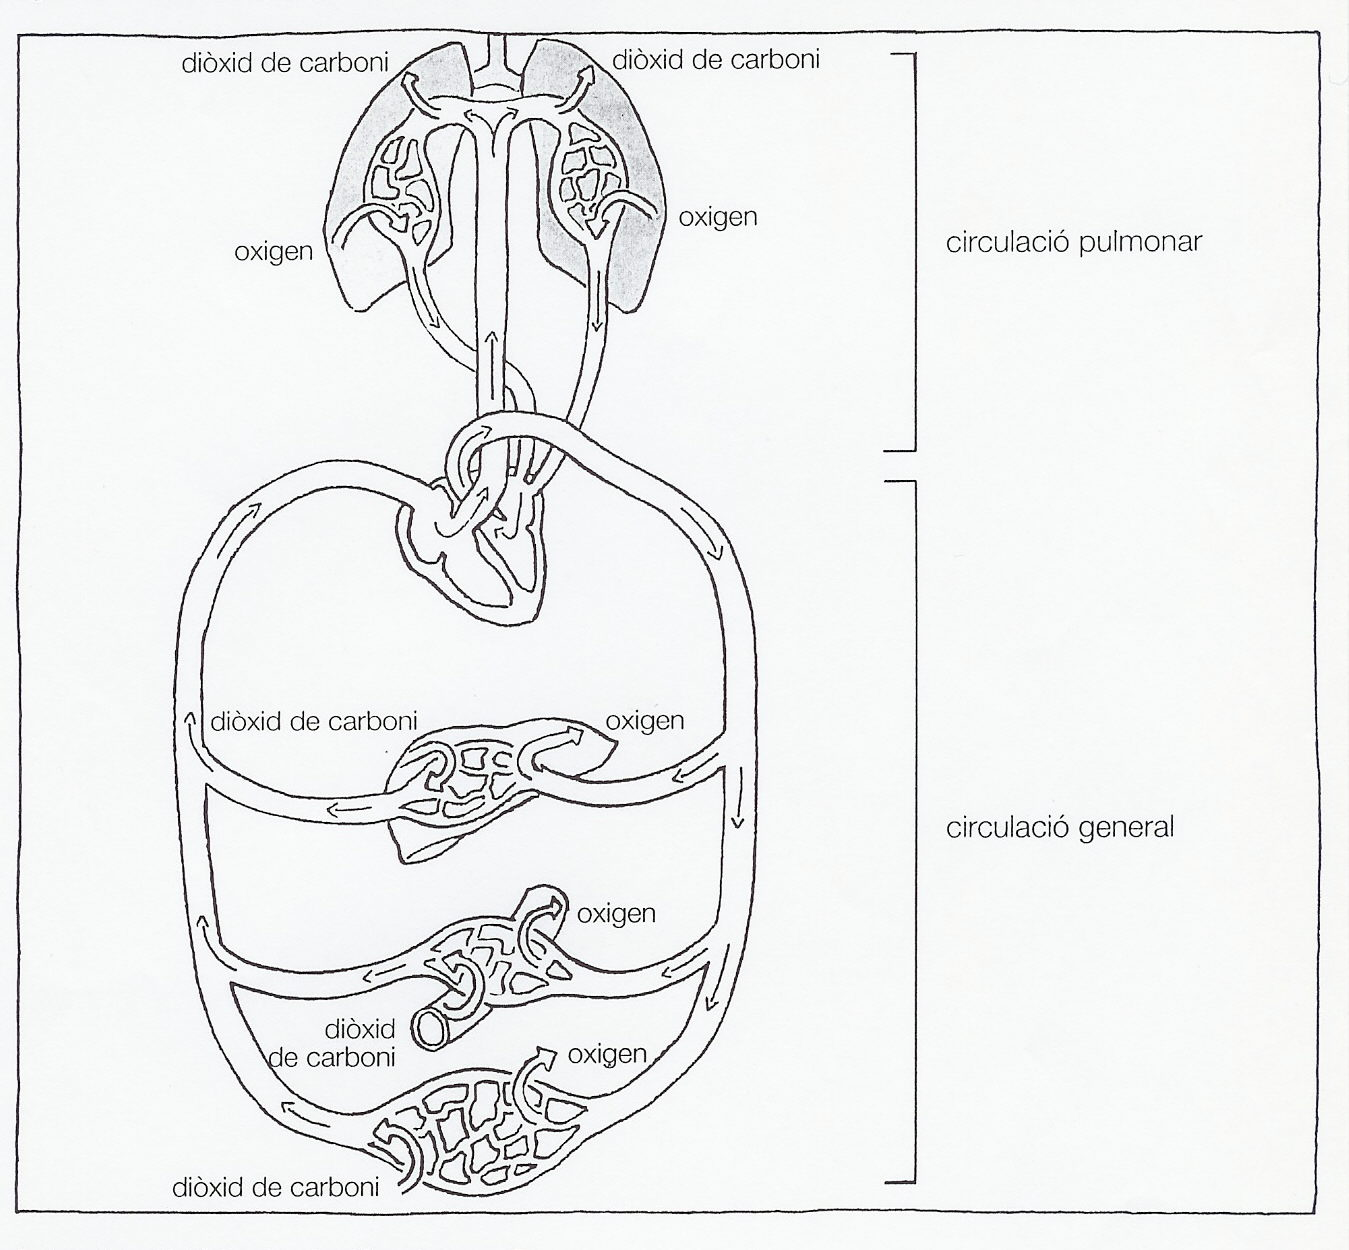 diòxid de carboni
diòxid de carboni
oxigen
oxigen
circulació pulmonar
diòxid de carboni
oxigen
circulació general
oxigen
diòxid
de carboni
oxigen
diòxid de carboni